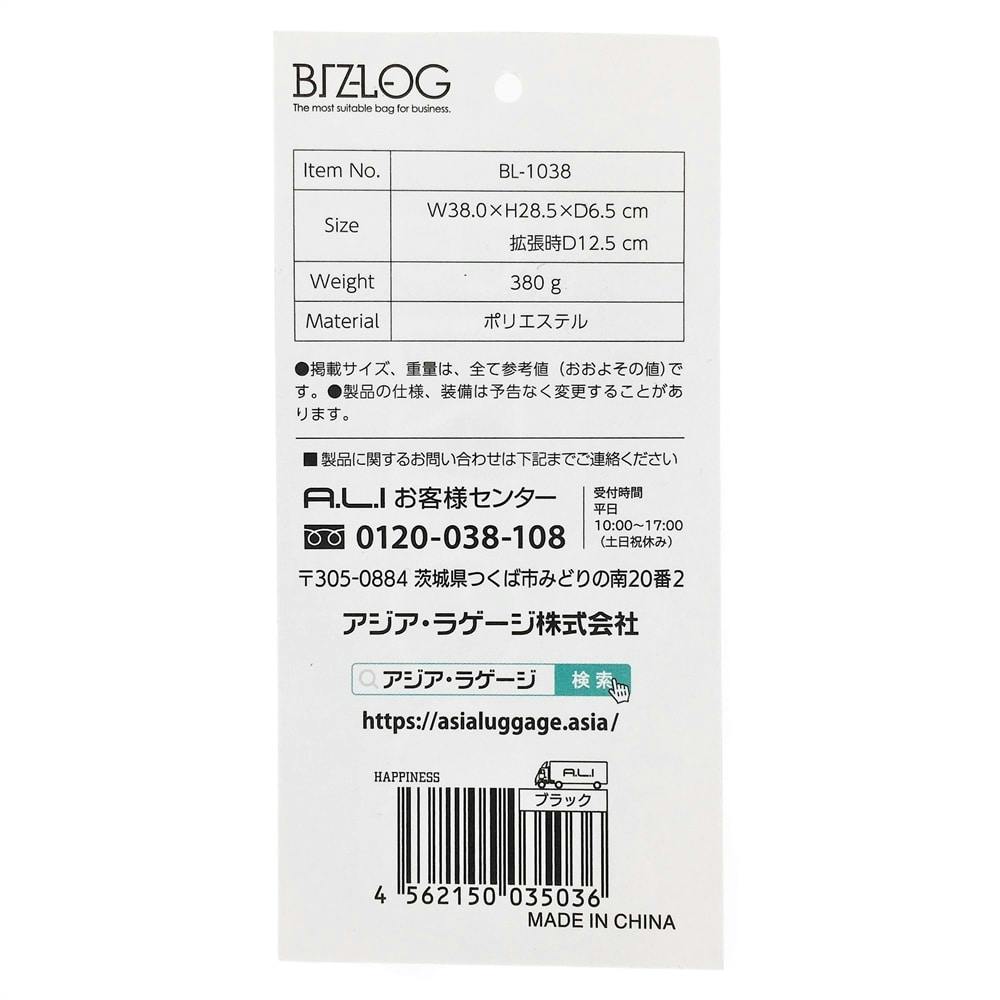 BIZLOG
The most suitable bag for business.
Item No. BL-1038
Size W38.0×H28.5×D6.5 cm
拡張時D12.5 cm
Weight 380 g
Material ポリエステル
●掲載サイズ、重量は、全て参考値（おおよその値）で
す。●製品の仕様、装備は予告なく変更することがあ
ります。
■製品に関するお問い合わせは下記までご連絡ください
A.L.I お客様センター
0120-038-108
受付時間
平日
10:00～17:00
（土日祝休み）
〒305-0884 茨城県つくば市みどりの南20番2
アジア・ラゲージ株式会社
アジア・ラゲージ 検索
https://asialuggage.asia/
HAPPINESS
A.L.I
ブラック
4 562150 035036
MADE IN CHINA